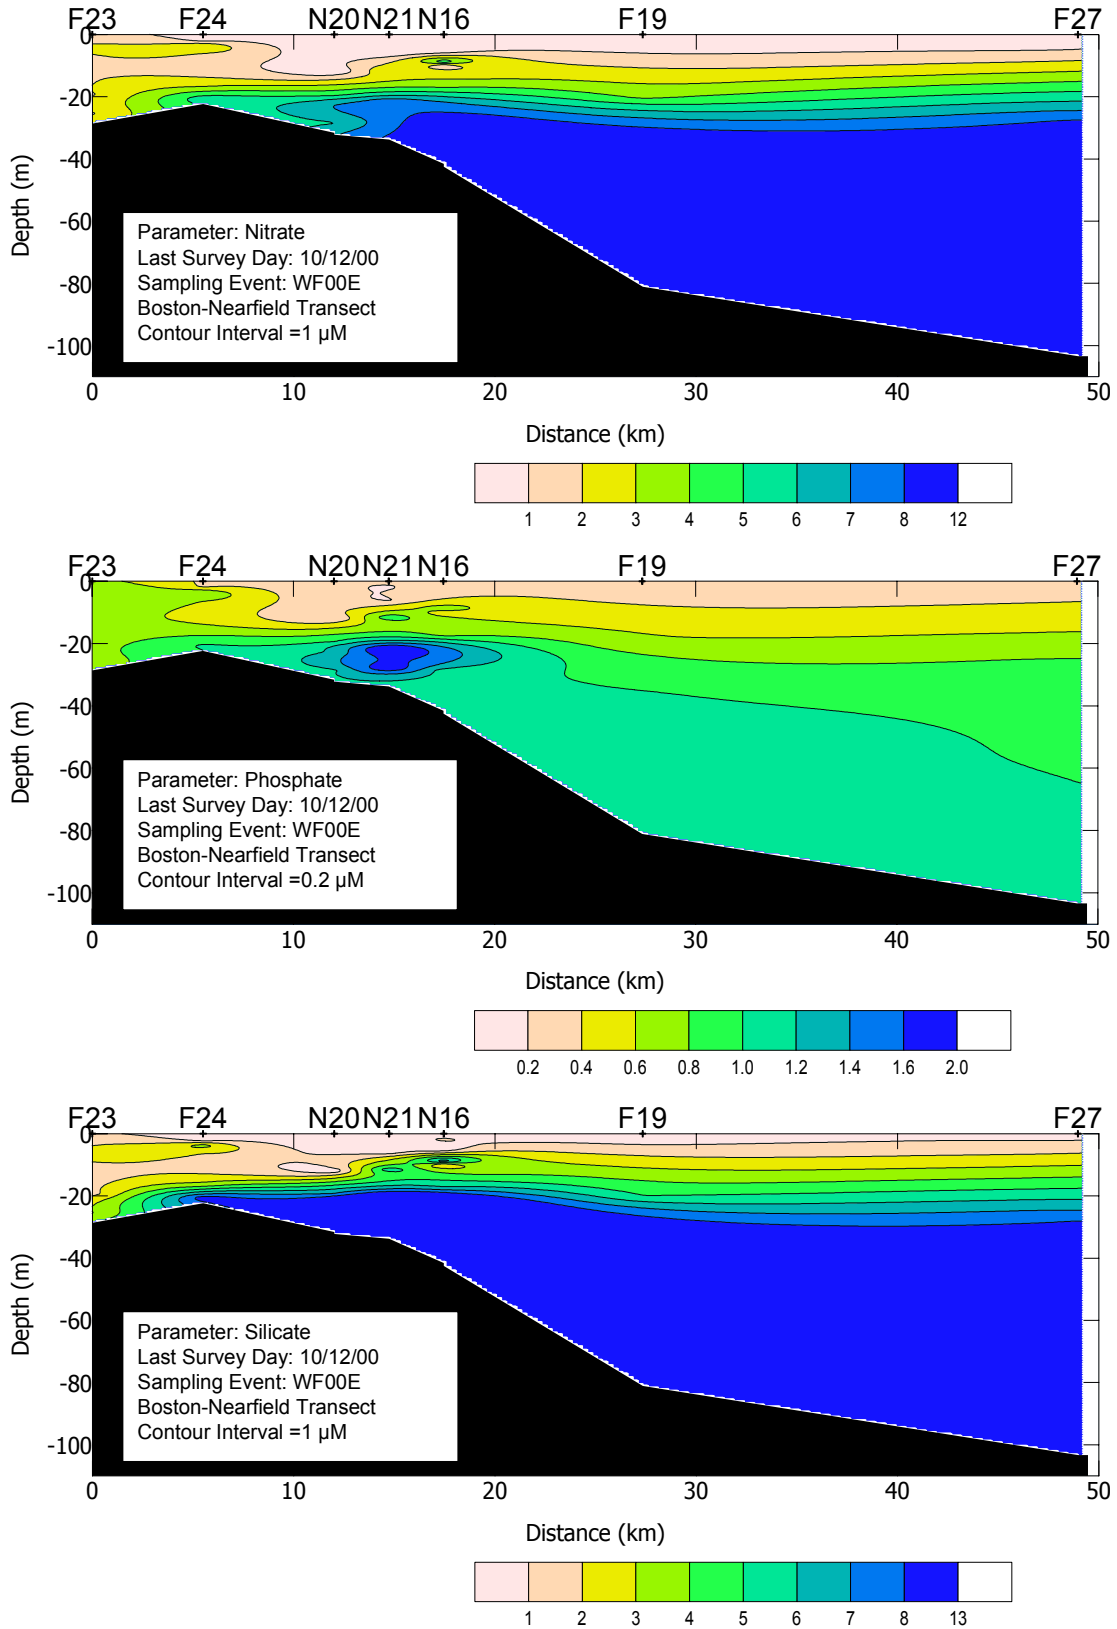 F23 F24 N20 N21 N16 F19 F27
0
-20
-40
-60
-80
-100
Depth (m)
Parameter: Nitrate
Last Survey Day: 10/12/00
Sampling Event: WF00E
Boston-Nearfield Transect
Contour Interval =1 µM
0 10 20 30 40 50
Distance (km)
1 2 3 4 5 6 7 8 12
F23 F24 N20 N21 N16 F19 F27
0
-20
-40
-60
-80
-100
Depth (m)
Parameter: Phosphate
Last Survey Day: 10/12/00
Sampling Event: WF00E
Boston-Nearfield Transect
Contour Interval =0.2 µM
0 10 20 30 40 50
Distance (km)
0.2 0.4 0.6 0.8 1.0 1.2 1.4 1.6 2.0
F23 F24 N20 N21 N16 F19 F27
0
-20
-40
-60
-80
-100
Depth (m)
Parameter: Silicate
Last Survey Day: 10/12/00
Sampling Event: WF00E
Boston-Nearfield Transect
Contour Interval =1 µM
0 10 20 30 40 50
Distance (km)
1 2 3 4 5 6 7 8 13